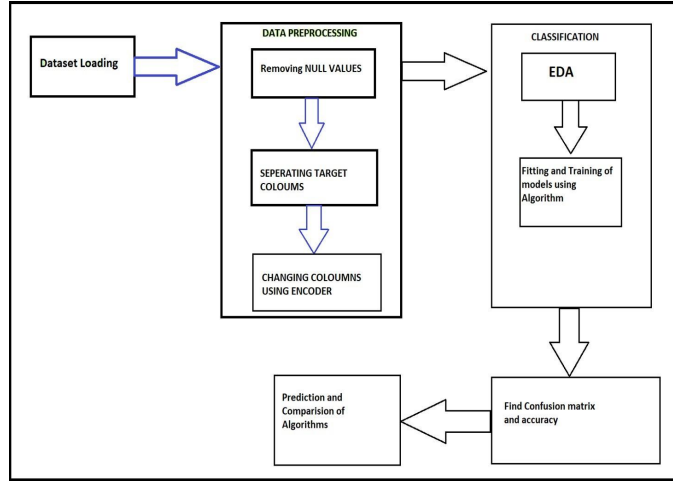 Dataset Loading
DATA PREPROCESSING
Removing NULL VALUES
SEPERATING TARGET
COLOUMS
CHANGING COLOUMNS
USING ENCODER
CLASSIFICATION
EDA
Fitting and Training of
models using
Algorithm
Find Confusion matrix
and accuracy
Prediction and
Comparision of
Algorithms